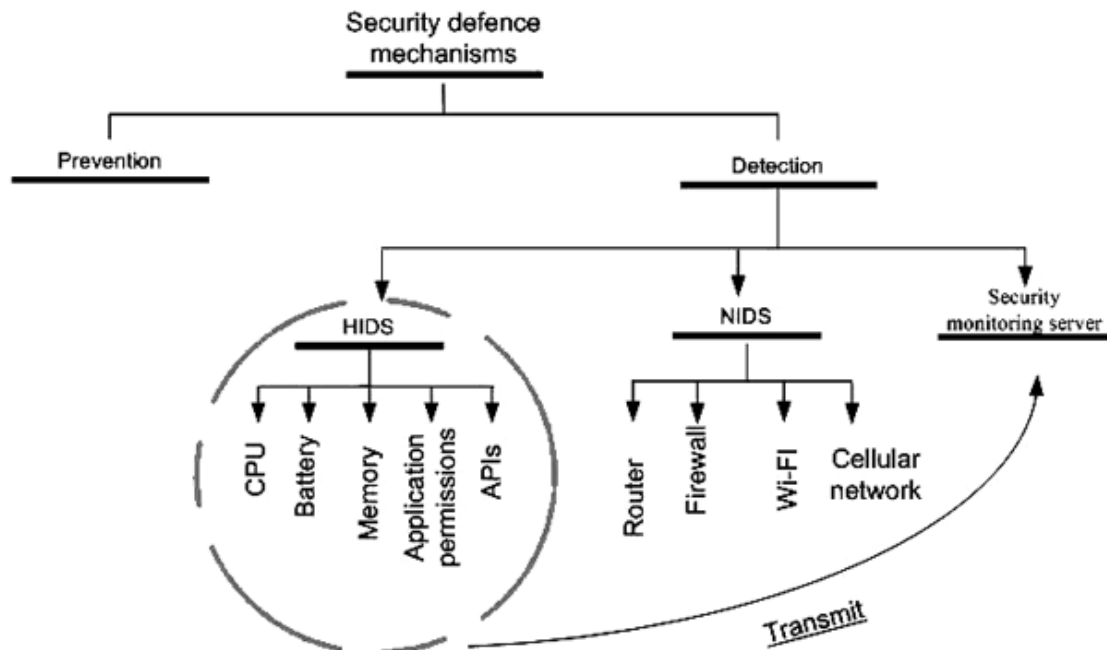 Security defence
mechanisms
Prevention
Detection
HIDS
NIDS
Security
monitoring server
CPU
Battery
Memory
Application
permissions
APIs
Router
Firewall
Wi-FI
Cellular
network
Transmit